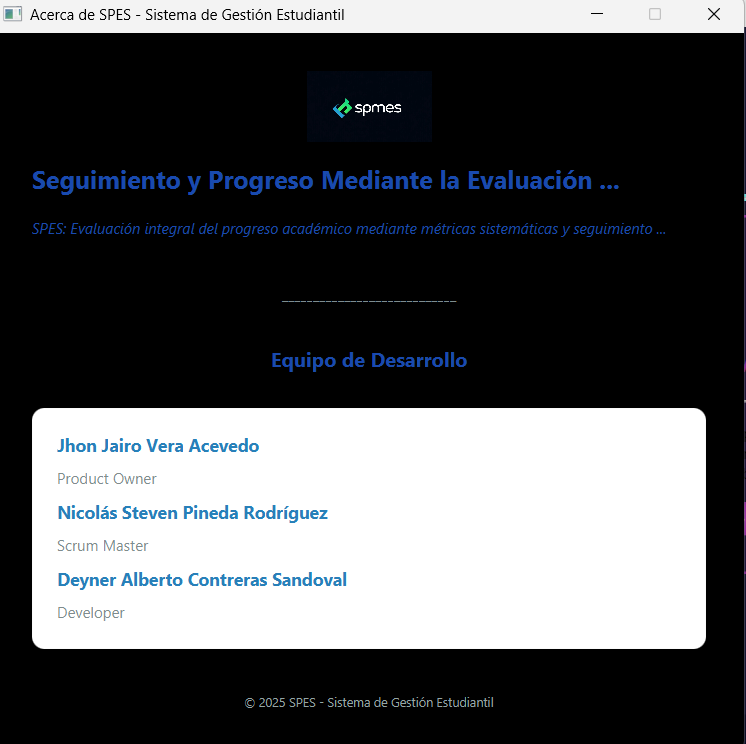 Acerca de SPES - Sistema de Gestión Estudiantil
spmes
Seguimiento y Progreso Mediante la Evaluación ...
SPES: Evaluación integral del progreso académico mediante métricas sistemáticas y seguimiento ...
Equipo de Desarrollo
Jhon Jairo Vera Acevedo
Product Owner
Nicolás Steven Pineda Rodríguez
Scrum Master
Deyner Alberto Contreras Sandoval
Developer
© 2025 SPES - Sistema de Gestión Estudiantil